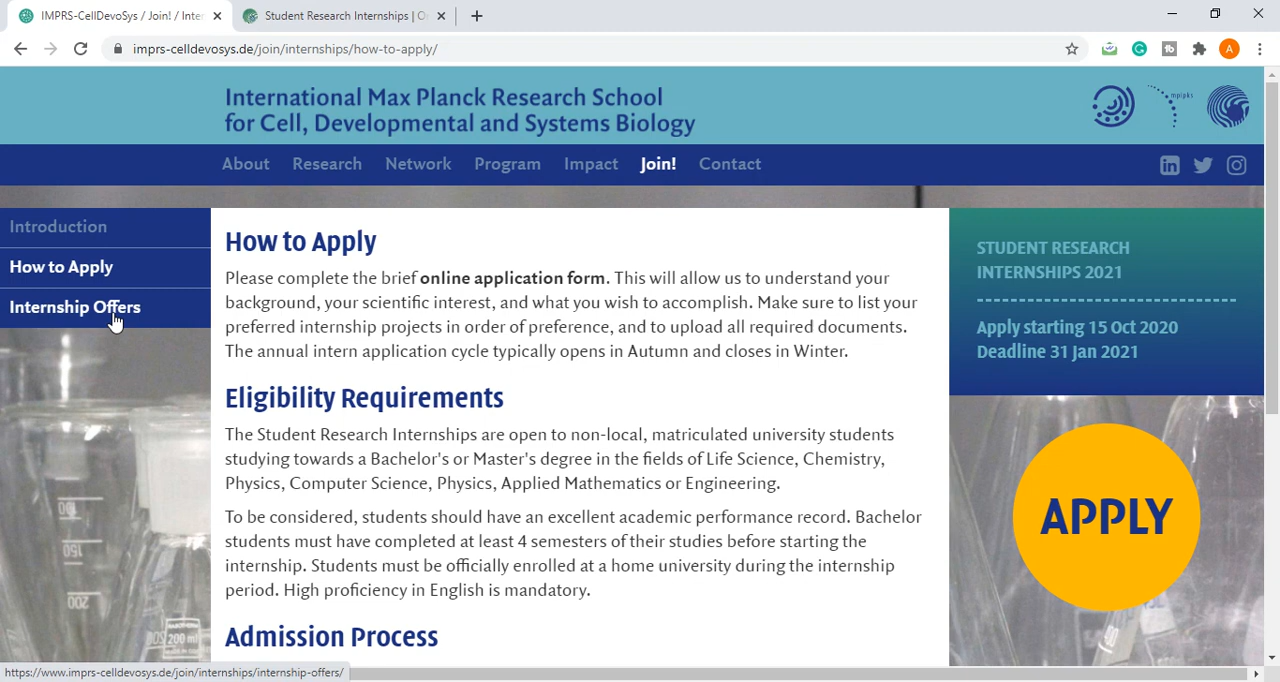 IMPRS-CellDevoSys / Join! / Inter
Student Research Internships | O
imprs-celldevosys.de/join/internships/how-to-apply/
A
International Max Planck Research School
for Cell, Developmental and Systems Biology
mpipks
About Research Network Program Impact Join! Contact
Introduction
How to Apply
Internship Offers
How to Apply
Please complete the brief online application form. This will allow us to understand your
background, your scientific interest, and what you wish to accomplish. Make sure to list your
preferred internship projects in order of preference, and to upload all required documents.
The annual intern application cycle typically opens in Autumn and closes in Winter.
Eligibility Requirements
The Student Research Internships are open to non-local, matriculated university students
studying towards a Bachelor's or Master's degree in the fields of Life Science, Chemistry,
Physics, Computer Science, Physics, Applied Mathematics or Engineering.
To be considered, students should have an excellent academic performance record. Bachelor
students must have completed at least 4 semesters of their studies before starting the
internship. Students must be officially enrolled at a home university during the internship
period. High proficiency in English is mandatory.
Admission Process
STUDENT RESEARCH
INTERNSHIPS 2021
Apply starting 15 Oct 2020
Deadline 31 Jan 2021
APPLY
100
150
200
200 ml
https://www.imprs-celldevosys.de/join/internships/internship-offers/